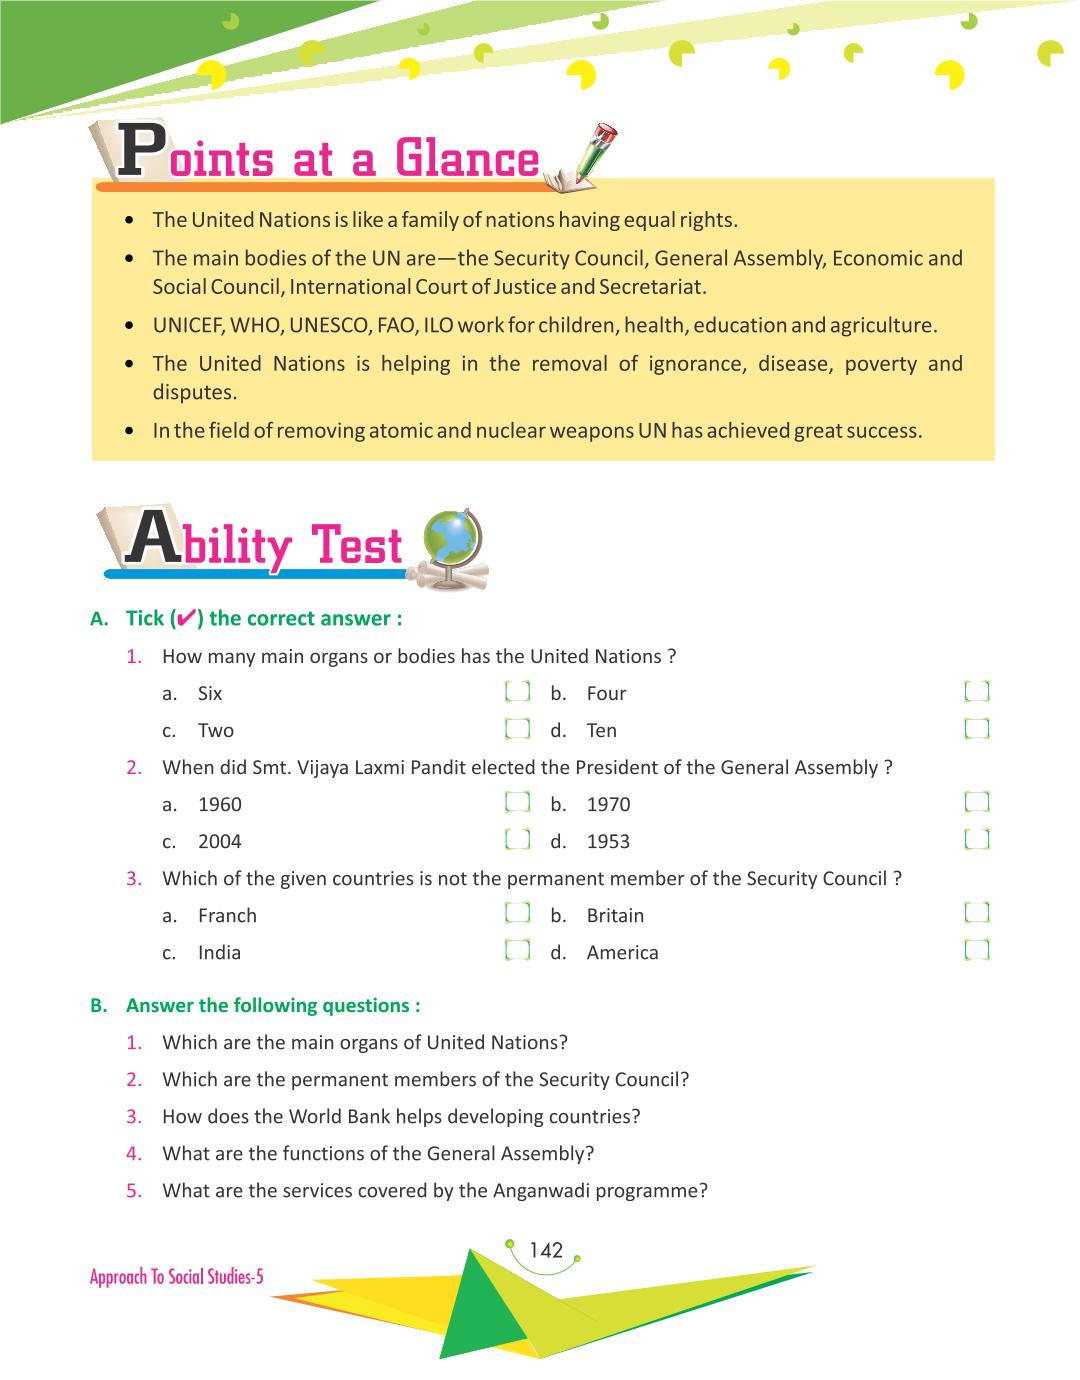 Points at a Glance
• The United Nations is like a family of nations having equal rights.
• The main bodies of the UN are—the Security Council, General Assembly, Economic and
Social Council, International Court of Justice and Secretariat.
• UNICEF, WHO, UNESCO, FAO, ILO work for children, health, education and agriculture.
• The United Nations is helping in the removal of ignorance, disease, poverty and
disputes.
• In the field of removing atomic and nuclear weapons UN has achieved great success.
Ability Test
A. Tick (✔) the correct answer :
1. How many main organs or bodies has the United Nations ?
a. Six b. Four
c. Two d. Ten
2. When did Smt. Vijaya Laxmi Pandit elected the President of the General Assembly ?
a. 1960 b. 1970
c. 2004 d. 1953
3. Which of the given countries is not the permanent member of the Security Council ?
a. Franch b. Britain
c. India d. America
B. Answer the following questions :
1. Which are the main organs of United Nations?
2. Which are the permanent members of the Security Council?
3. How does the World Bank helps developing countries?
4. What are the functions of the General Assembly?
5. What are the services covered by the Anganwadi programme?
142
Approach To Social Studies-5